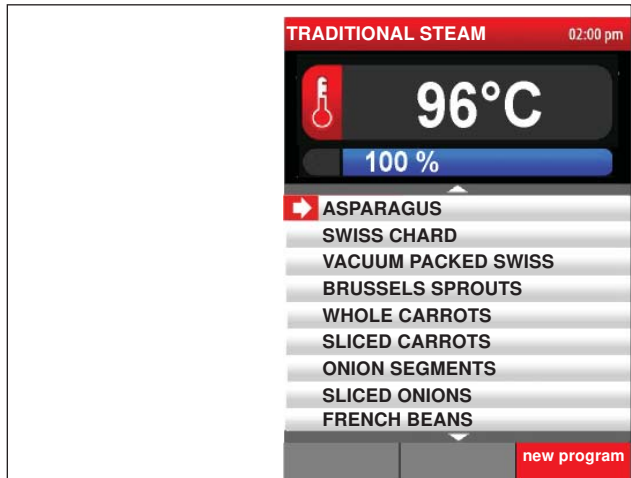 TRADITIONAL STEAM 02:00 pm
96°C
100 %
ASPARAGUS
SWISS CHARD
VACUUM PACKED SWISS
BRUSSELS SPROUTS
WHOLE CARROTS
SLICED CARROTS
ONION SEGMENTS
SLICED ONIONS
FRENCH BEANS
new program